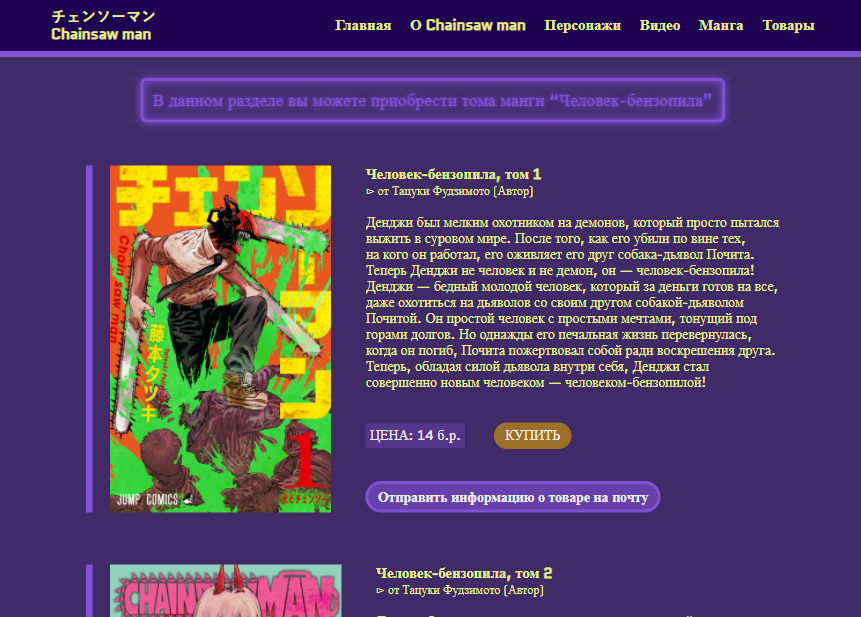 チェンソーマン
Chainsaw man
Главная О Chainsaw man Персонажи Видео Манга Товары
В данном разделе вы можете приобрести тома манги “Человек-бензопила”
チェンソーマン
Chain saw man
藤本タツキ
1
JUMP COMICS
Человек-бензопила, том 1
▻ от Тацуки Фудзимото (Автор)
Денджи был мелким охотником на демонов, который просто пытался
выжить в суровом мире. После того, как его убили по вине тех,
на кого он работал, его оживляет его друг собака-дьявол Почита.
Теперь Денджи не человек и не демон, он — человек-бензопила!
Денджи — бедный молодой человек, который за деньги готов на все,
даже охотиться на дьяволов со своим другом собакой-дьяволом
Почитой. Он простой человек с простыми мечтами, тонущий под
горами долгов. Но однажды его печальная жизнь перевернулась,
когда он погиб, Почита пожертвовал собой ради воскрешения друга.
Теперь, обладая силой дьявола внутри себя, Денджи стал
совершенно новым человеком — человеком-бензопилой!
ЦЕНА: 14 б.р. КУПИТЬ
Отправить информацию о товаре на почту
CHAINSAW MAN
Человек-бензопила, том 2
▻ от Тацуки Фудзимото (Автор)